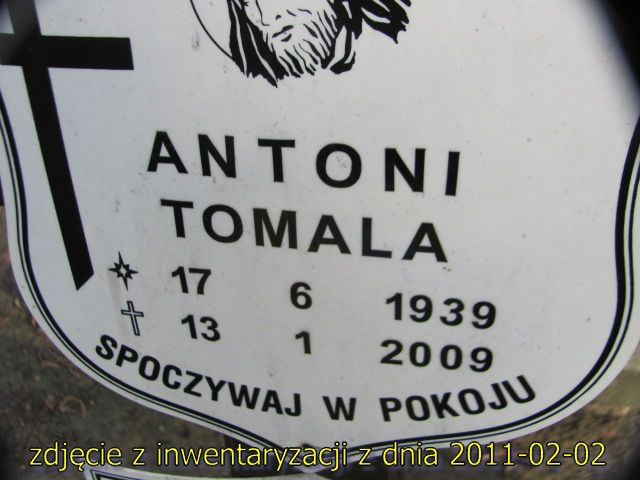 ANTONI
TOMALA
17 6 1939
13 1 2009
SPOCZYWAJ W POKOJU
zdjęcie z inwentaryzacji z dnia 2011-02-02